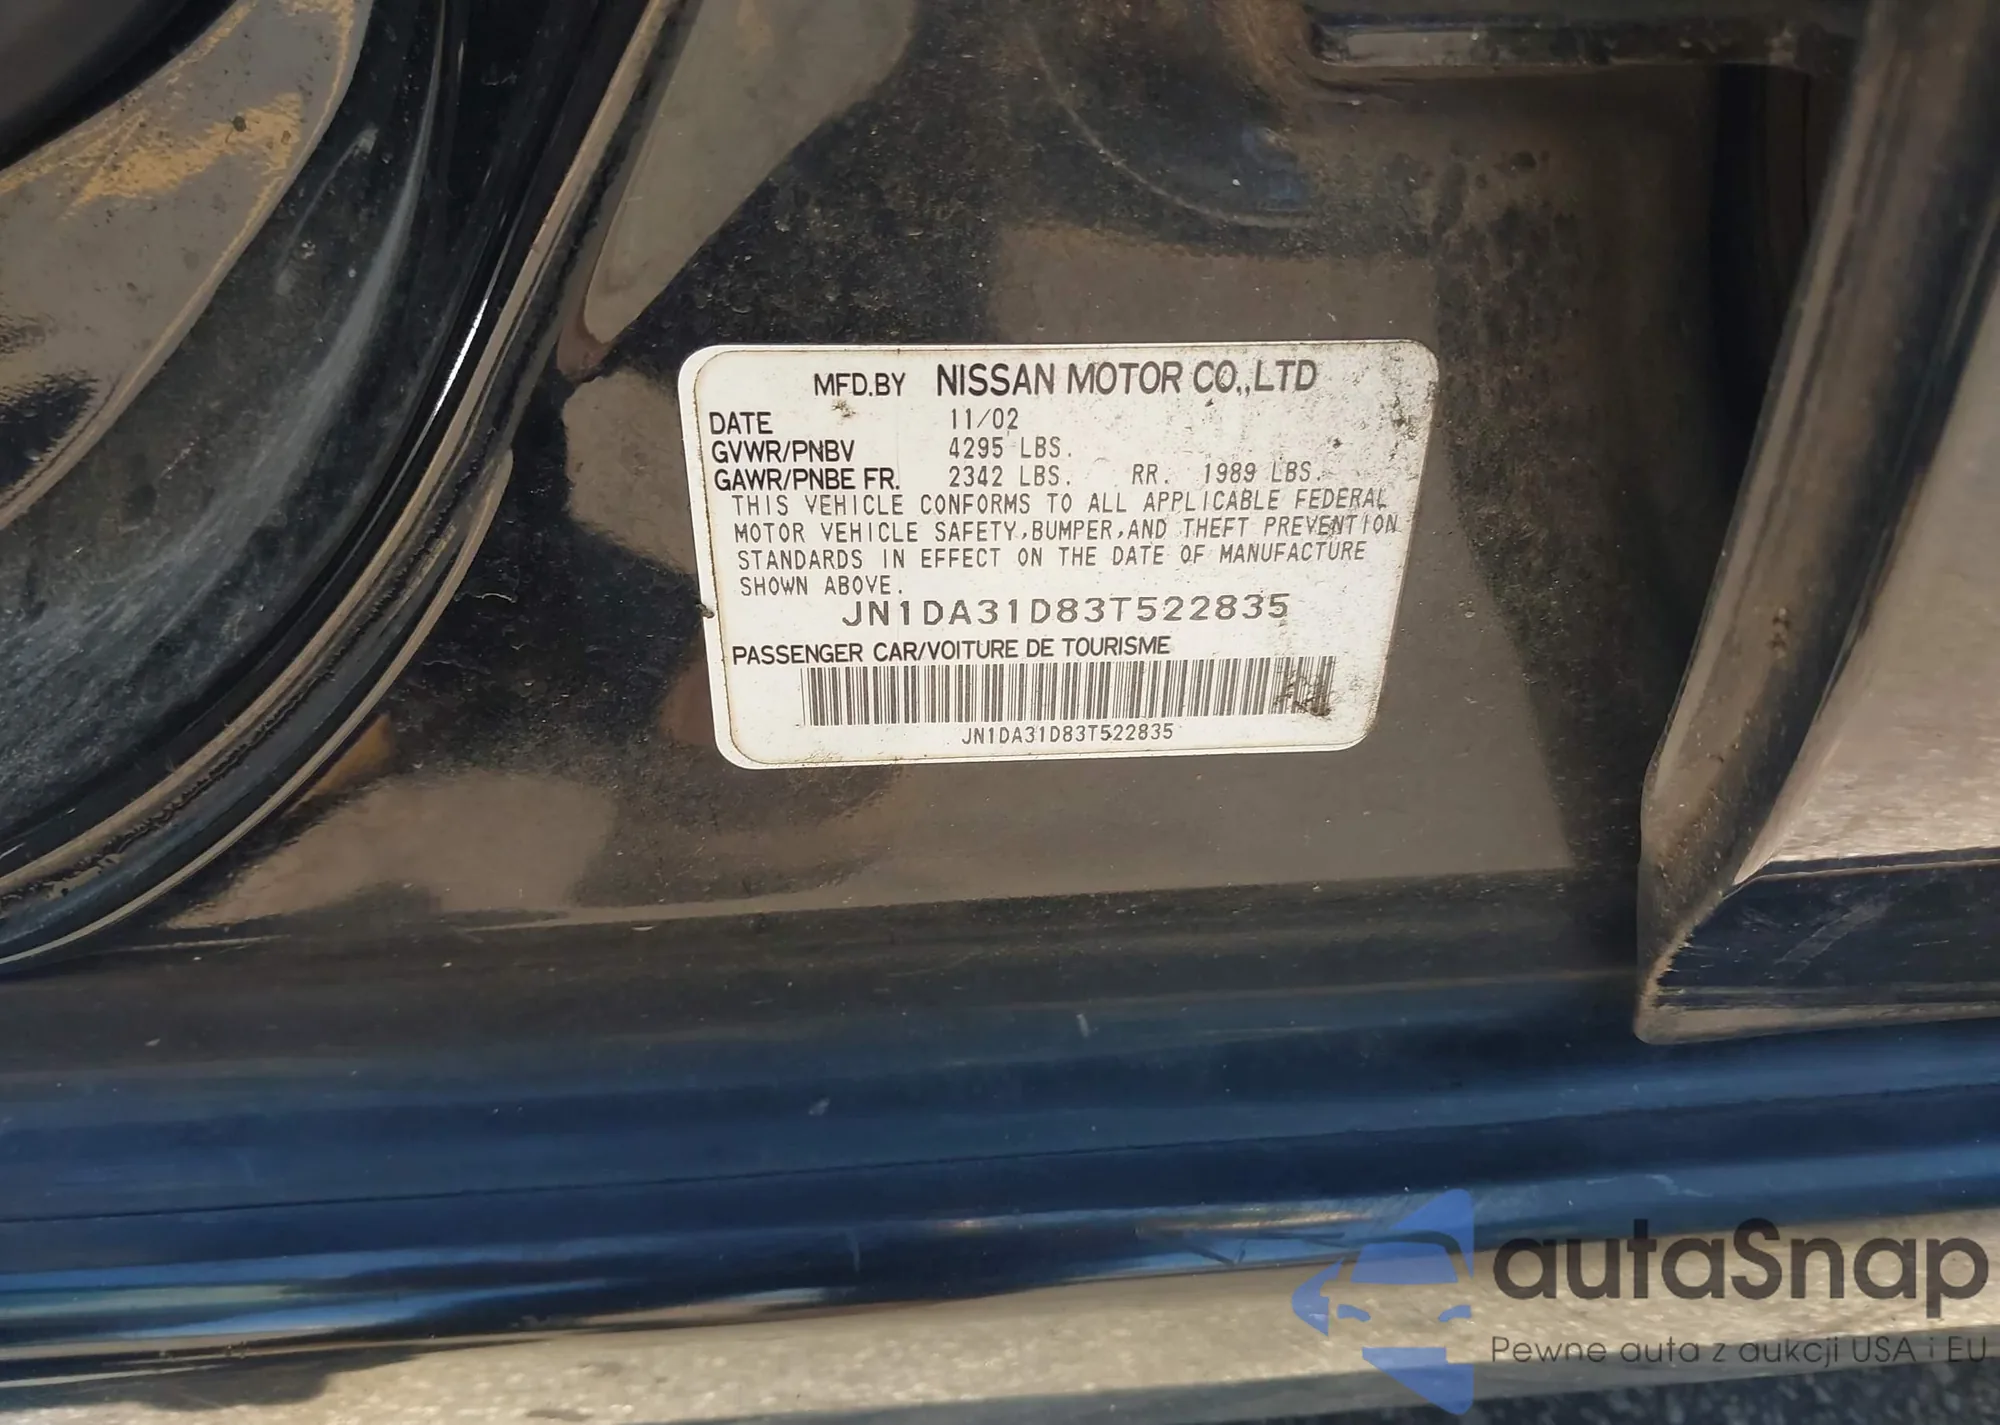 MFD.BY NISSAN MOTOR CO.,LTD
DATE 11/02
GVWR/PNBV 4295 LBS.
GAWR/PNBE FR. 2342 LBS. RR. 1989 LBS.
THIS VEHICLE CONFORMS TO ALL APPLICABLE FEDERAL
MOTOR VEHICLE SAFETY,BUMPER,AND THEFT PREVENTION
STANDARDS IN EFFECT ON THE DATE OF MANUFACTURE
SHOWN ABOVE.
JN1DA31D83T522835
PASSENGER CAR/VOITURE DE TOURISME
JN1DA31D83T522835
autaSnap
Pewne auta z aukcji USA i EU